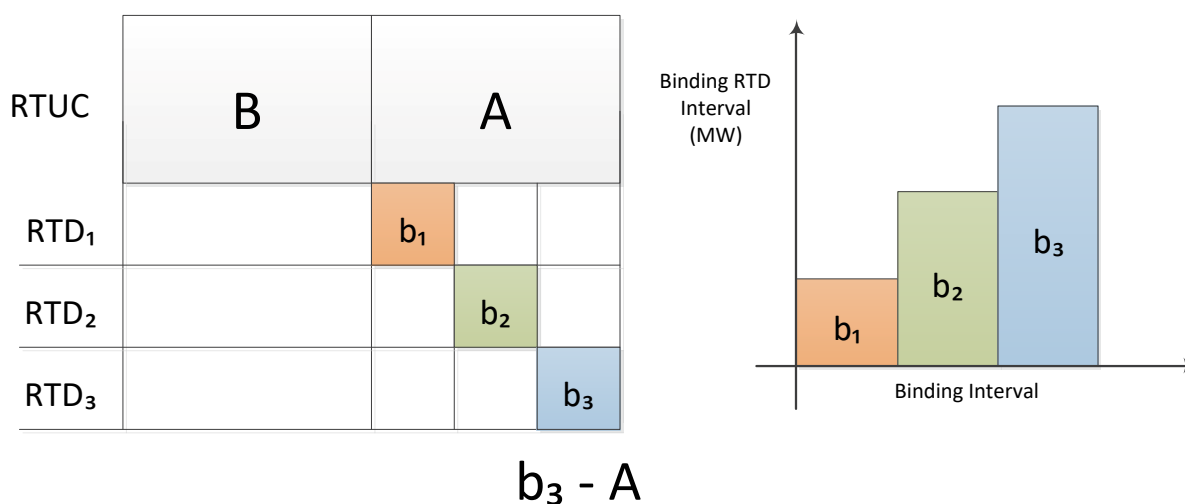 RTUC
B
A
RTD₁
b₁
RTD₂
b₂
RTD₃
b₃
b₃ - A
Binding RTD
Interval
(MW)
b₁
b₂
b₃
Binding Interval